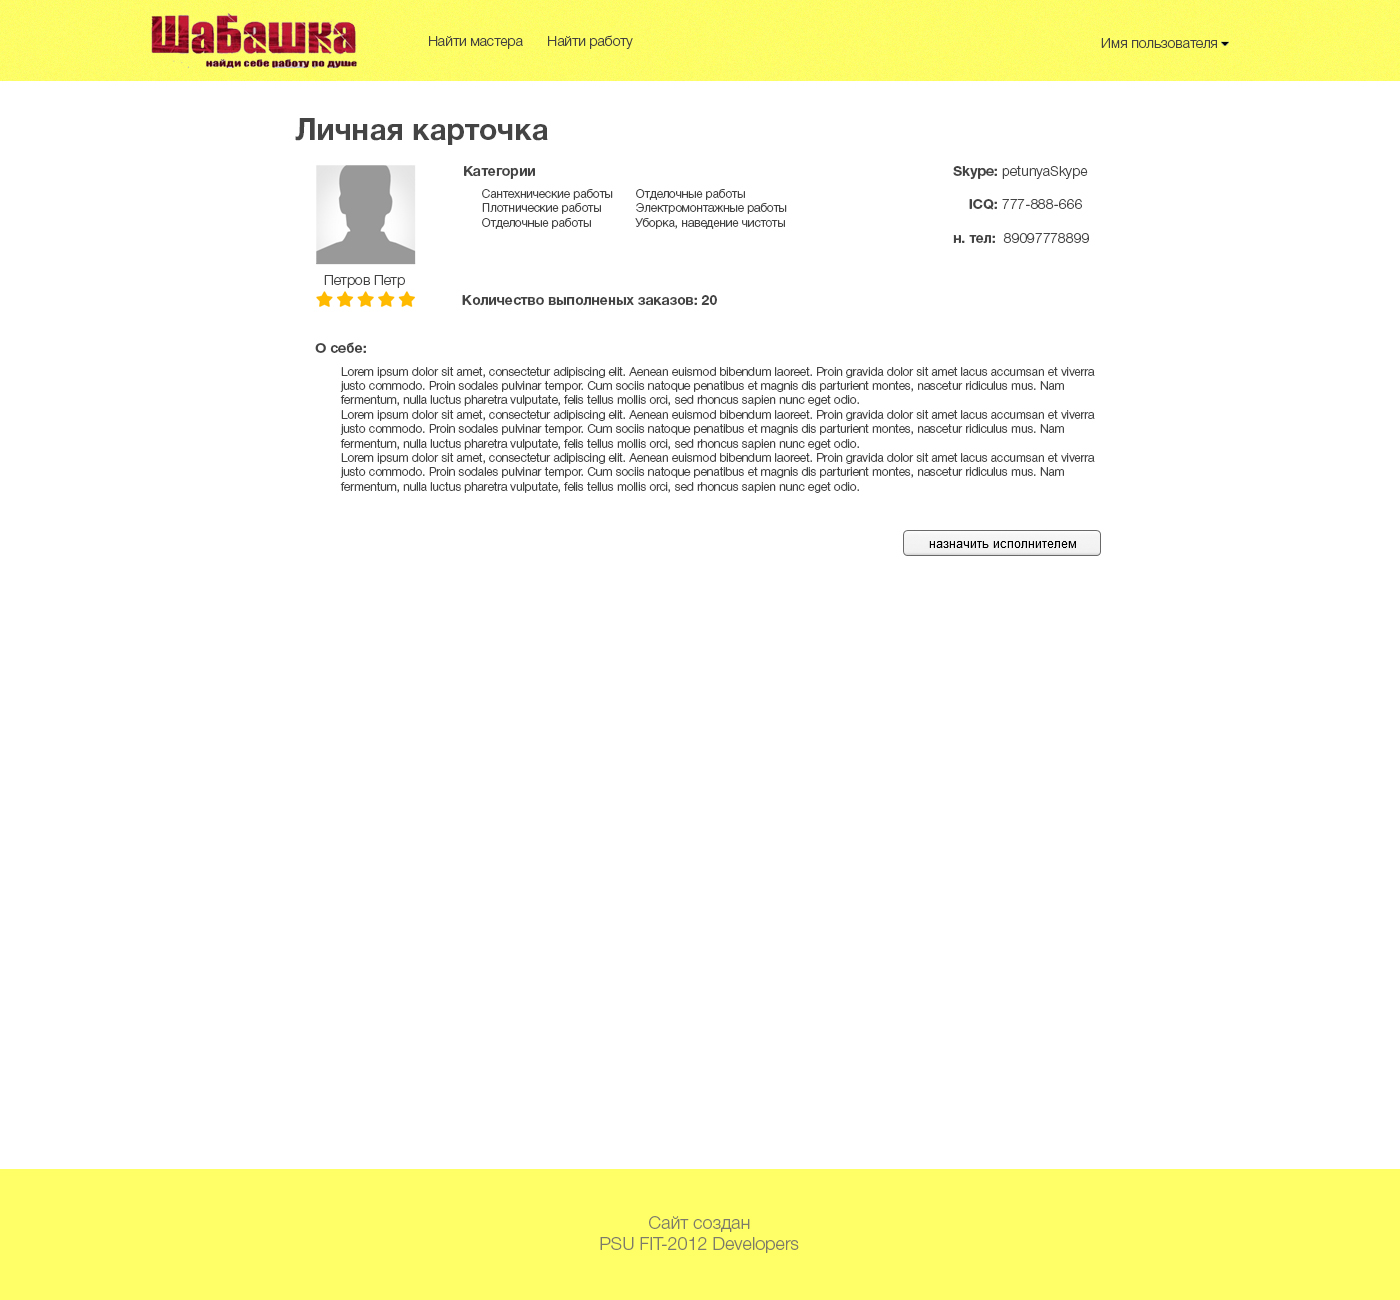 ШаБашка
найди себе работу по душе
Найти мастера Найти работу
Имя пользователя
Личная карточка
Категории
Сантехнические работы Отделочные работы
Плотнические работы Электромонтажные работы
Отделочные работы Уборка, наведение чистоты
Skype: petunyaSkype
ICQ: 777-888-666
н. тел: 89097778899
Петров Петр
Количество выполненых заказов: 20
О себе:
Lorem ipsum dolor sit amet, consectetur adipiscing elit. Aenean euismod bibendum laoreet. Proin gravida dolor sit amet lacus accumsan et viverra
justo commodo. Proin sodales pulvinar tempor. Cum sociis natoque penatibus et magnis dis parturient montes, nascetur ridiculus mus. Nam
fermentum, nulla luctus pharetra vulputate, felis tellus mollis orci, sed rhoncus sapien nunc eget odio.
Lorem ipsum dolor sit amet, consectetur adipiscing elit. Aenean euismod bibendum laoreet. Proin gravida dolor sit amet lacus accumsan et viverra
justo commodo. Proin sodales pulvinar tempor. Cum sociis natoque penatibus et magnis dis parturient montes, nascetur ridiculus mus. Nam
fermentum, nulla luctus pharetra vulputate, felis tellus mollis orci, sed rhoncus sapien nunc eget odio.
Lorem ipsum dolor sit amet, consectetur adipiscing elit. Aenean euismod bibendum laoreet. Proin gravida dolor sit amet lacus accumsan et viverra
justo commodo. Proin sodales pulvinar tempor. Cum sociis natoque penatibus et magnis dis parturient montes, nascetur ridiculus mus. Nam
fermentum, nulla luctus pharetra vulputate, felis tellus mollis orci, sed rhoncus sapien nunc eget odio.
назначить исполнителем
Сайт создан
PSU FIT-2012 Developers